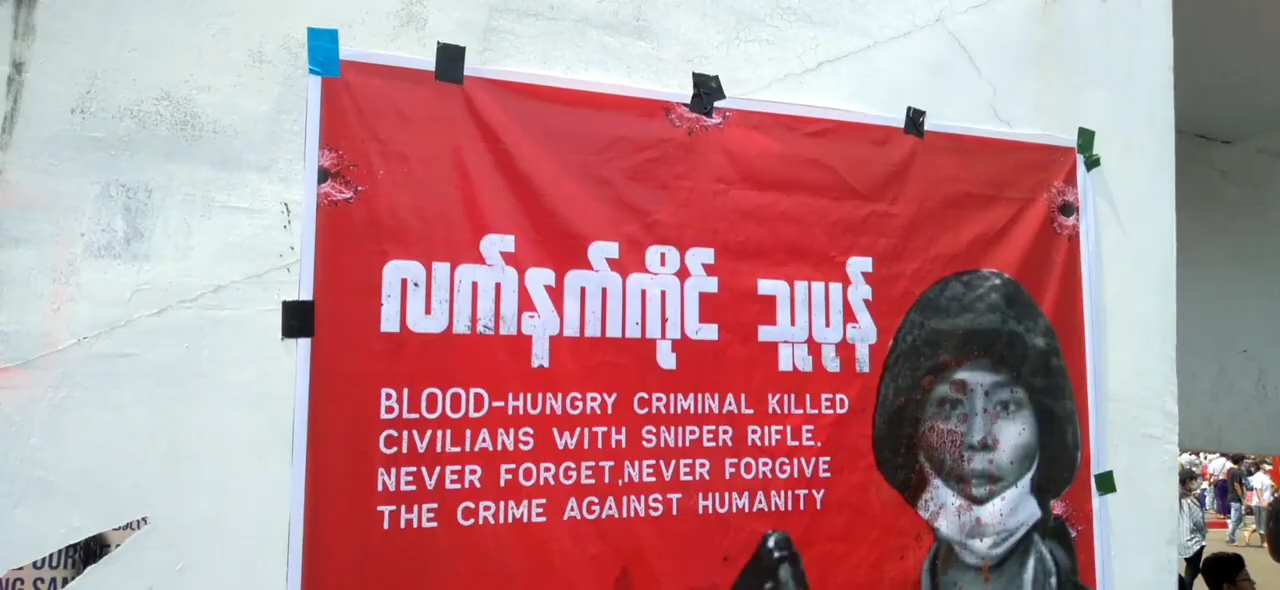 လက်နက်ကိုင် သူပုန်
BLOOD-HUNGRY CRIMINAL KILLED
CIVILIANS WITH SNIPER RIFLE.
NEVER FORGET,NEVER FORGIVE
THE CRIME AGAINST HUMANITY
OUR